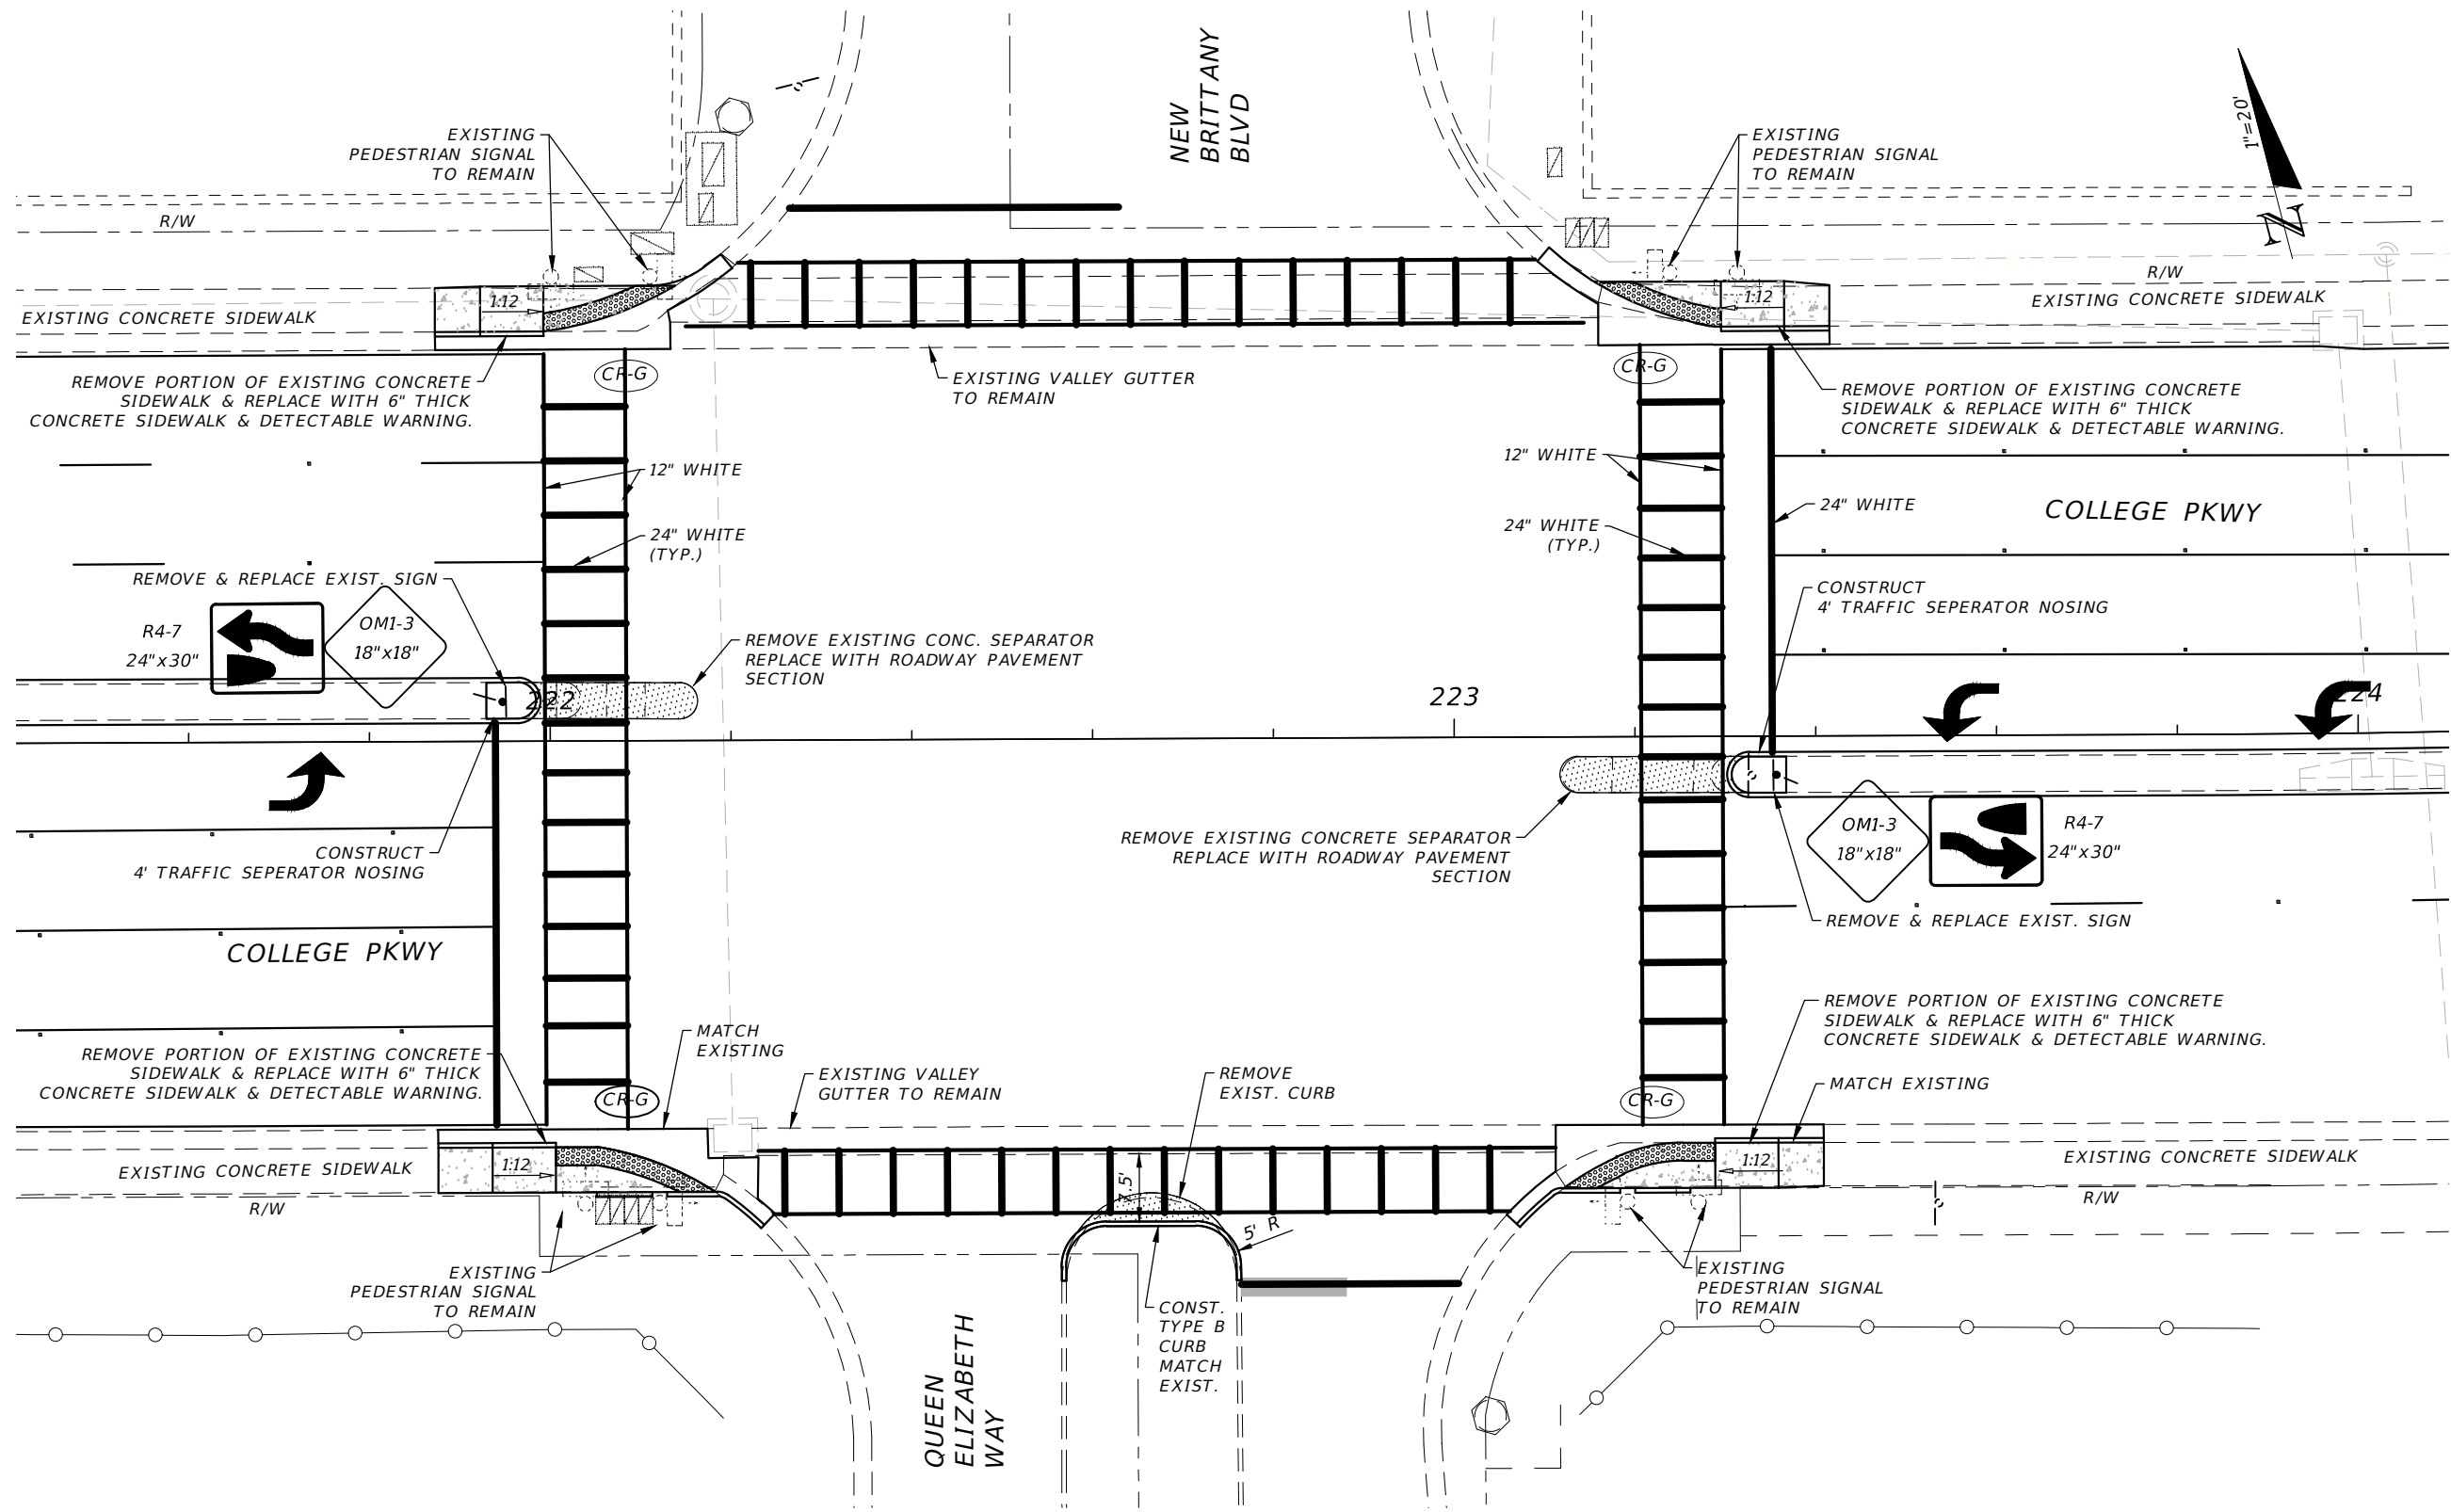 NEW
BRITTANY
BLVD
1"=20'
N
EXISTING
PEDESTRIAN SIGNAL
TO REMAIN
EXISTING
PEDESTRIAN SIGNAL
TO REMAIN
R/W
R/W
1:12
1:12
EXISTING CONCRETE SIDEWALK
EXISTING CONCRETE SIDEWALK
CR-G
CR-G
REMOVE PORTION OF EXISTING CONCRETE
SIDEWALK & REPLACE WITH 6" THICK
CONCRETE SIDEWALK & DETECTABLE WARNING.
EXISTING VALLEY GUTTER
TO REMAIN
REMOVE PORTION OF EXISTING CONCRETE
SIDEWALK & REPLACE WITH 6" THICK
CONCRETE SIDEWALK & DETECTABLE WARNING.
12" WHITE
12" WHITE
24" WHITE
(TYP.)
24" WHITE
(TYP.)
24" WHITE
COLLEGE PKWY
REMOVE & REPLACE EXIST. SIGN
R4-7
24"x30"
OM1-3
18"x18"
CONSTRUCT
4' TRAFFIC SEPERATOR NOSING
REMOVE EXISTING CONC. SEPARATOR
REPLACE WITH ROADWAY PAVEMENT
SECTION
222
223
224
CONSTRUCT
4' TRAFFIC SEPERATOR NOSING
REMOVE EXISTING CONCRETE SEPARATOR
REPLACE WITH ROADWAY PAVEMENT
SECTION
OM1-3
18"x18"
R4-7
24"x30"
REMOVE & REPLACE EXIST. SIGN
COLLEGE PKWY
REMOVE PORTION OF EXISTING CONCRETE
SIDEWALK & REPLACE WITH 6" THICK
CONCRETE SIDEWALK & DETECTABLE WARNING.
MATCH
EXISTING
EXISTING VALLEY
GUTTER TO REMAIN
REMOVE
EXIST. CURB
REMOVE PORTION OF EXISTING CONCRETE
SIDEWALK & REPLACE WITH 6" THICK
CONCRETE SIDEWALK & DETECTABLE WARNING.
MATCH EXISTING
CR-G
CR-G
1:12
1:12
EXISTING CONCRETE SIDEWALK
EXISTING CONCRETE SIDEWALK
R/W
R/W
7.5'
5' R
EXISTING
PEDESTRIAN SIGNAL
TO REMAIN
EXISTING
PEDESTRIAN SIGNAL
TO REMAIN
CONST.
TYPE B
CURB
MATCH
EXIST.
QUEEN
ELIZABETH
WAY